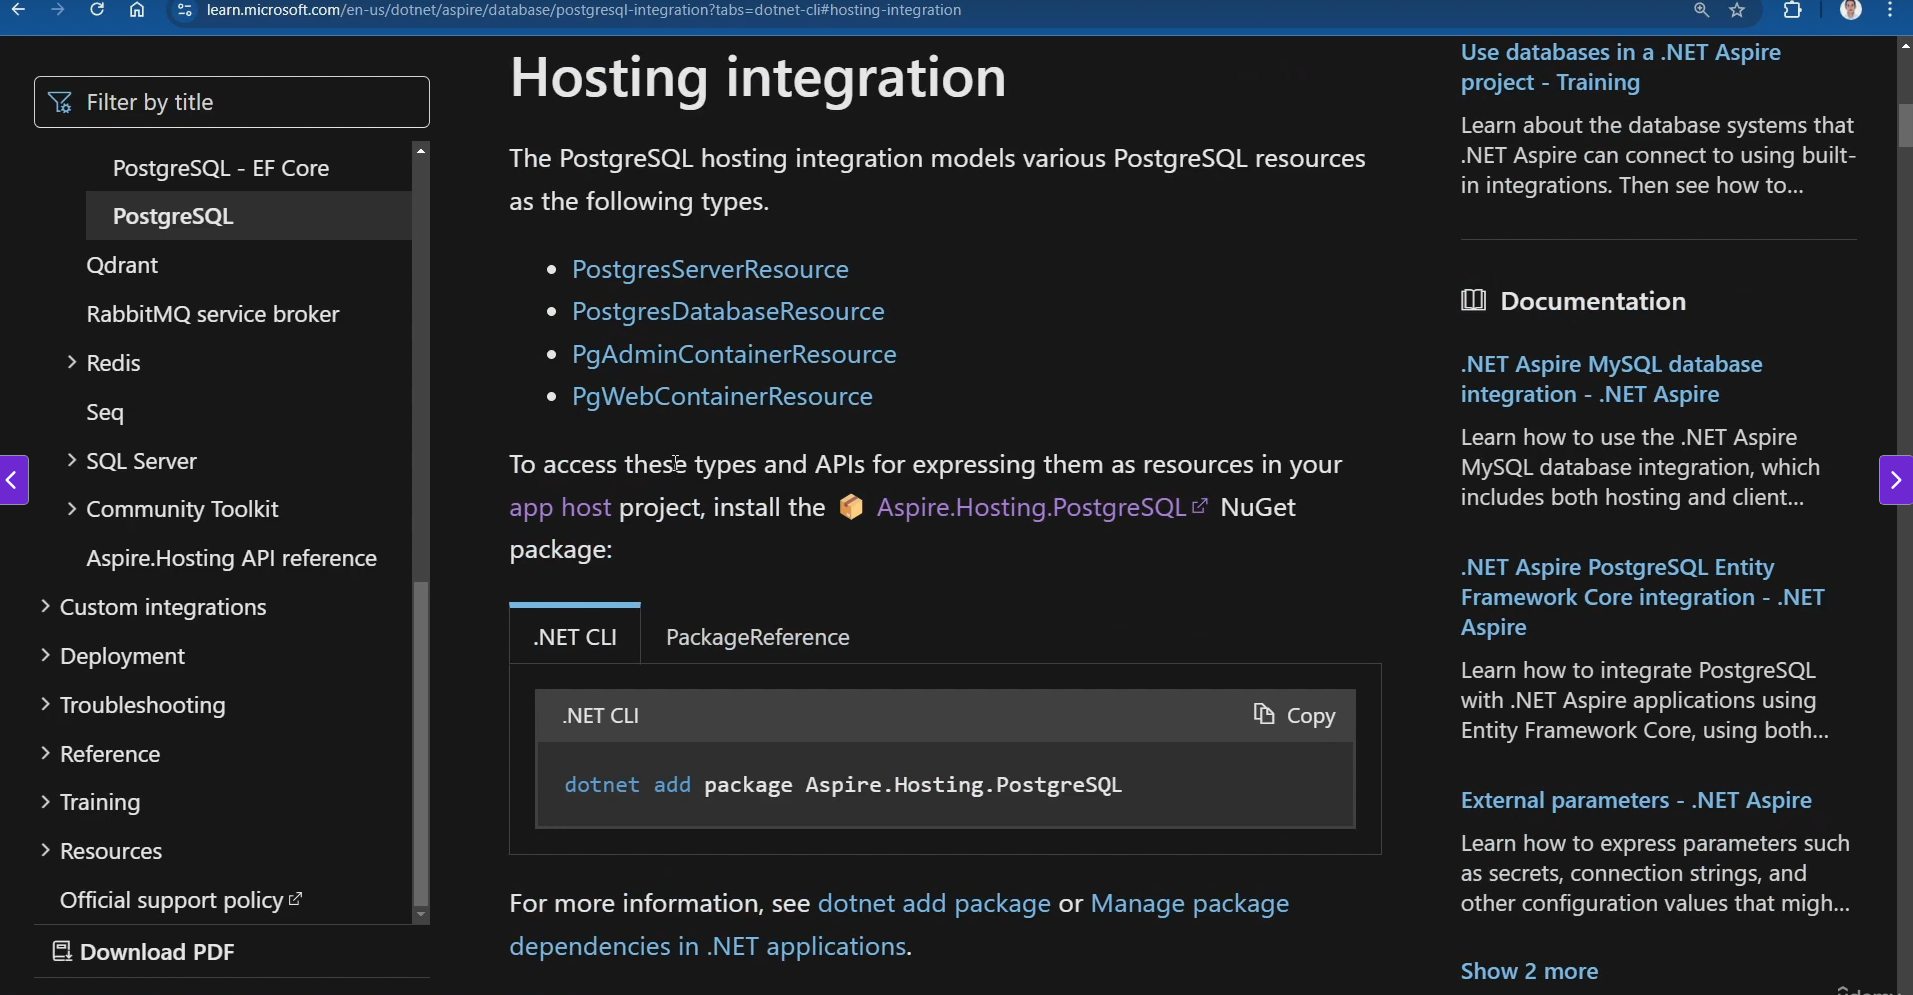 learn.microsoft.com/en-us/dotnet/aspire/database/postgresql-integration?tabs=dotnet-cli#hosting-integration
Filter by title
PostgreSQL - EF Core
PostgreSQL
Qdrant
RabbitMQ service broker
Redis
Seq
SQL Server
Community Toolkit
Aspire.Hosting API reference
Custom integrations
Deployment
Troubleshooting
Reference
Training
Resources
Official support policy
Download PDF
Hosting integration
The PostgreSQL hosting integration models various PostgreSQL resources
as the following types.
• PostgresServerResource
• PostgresDatabaseResource
• PgAdminContainerResource
• PgWebContainerResource
To access these types and APIs for expressing them as resources in your
app host project, install the 📦 Aspire.Hosting.PostgreSQL NuGet
package:
.NET CLI PackageReference
.NET CLI Copy
dotnet add package Aspire.Hosting.PostgreSQL
For more information, see dotnet add package or Manage package
dependencies in .NET applications.
Use databases in a .NET Aspire
project - Training
Learn about the database systems that
.NET Aspire can connect to using built-
in integrations. Then see how to...
Documentation
.NET Aspire MySQL database
integration - .NET Aspire
Learn how to use the .NET Aspire
MySQL database integration, which
includes both hosting and client...
.NET Aspire PostgreSQL Entity
Framework Core integration - .NET
Aspire
Learn how to integrate PostgreSQL
with .NET Aspire applications using
Entity Framework Core, using both...
External parameters - .NET Aspire
Learn how to express parameters such
as secrets, connection strings, and
other configuration values that migh...
Show 2 more